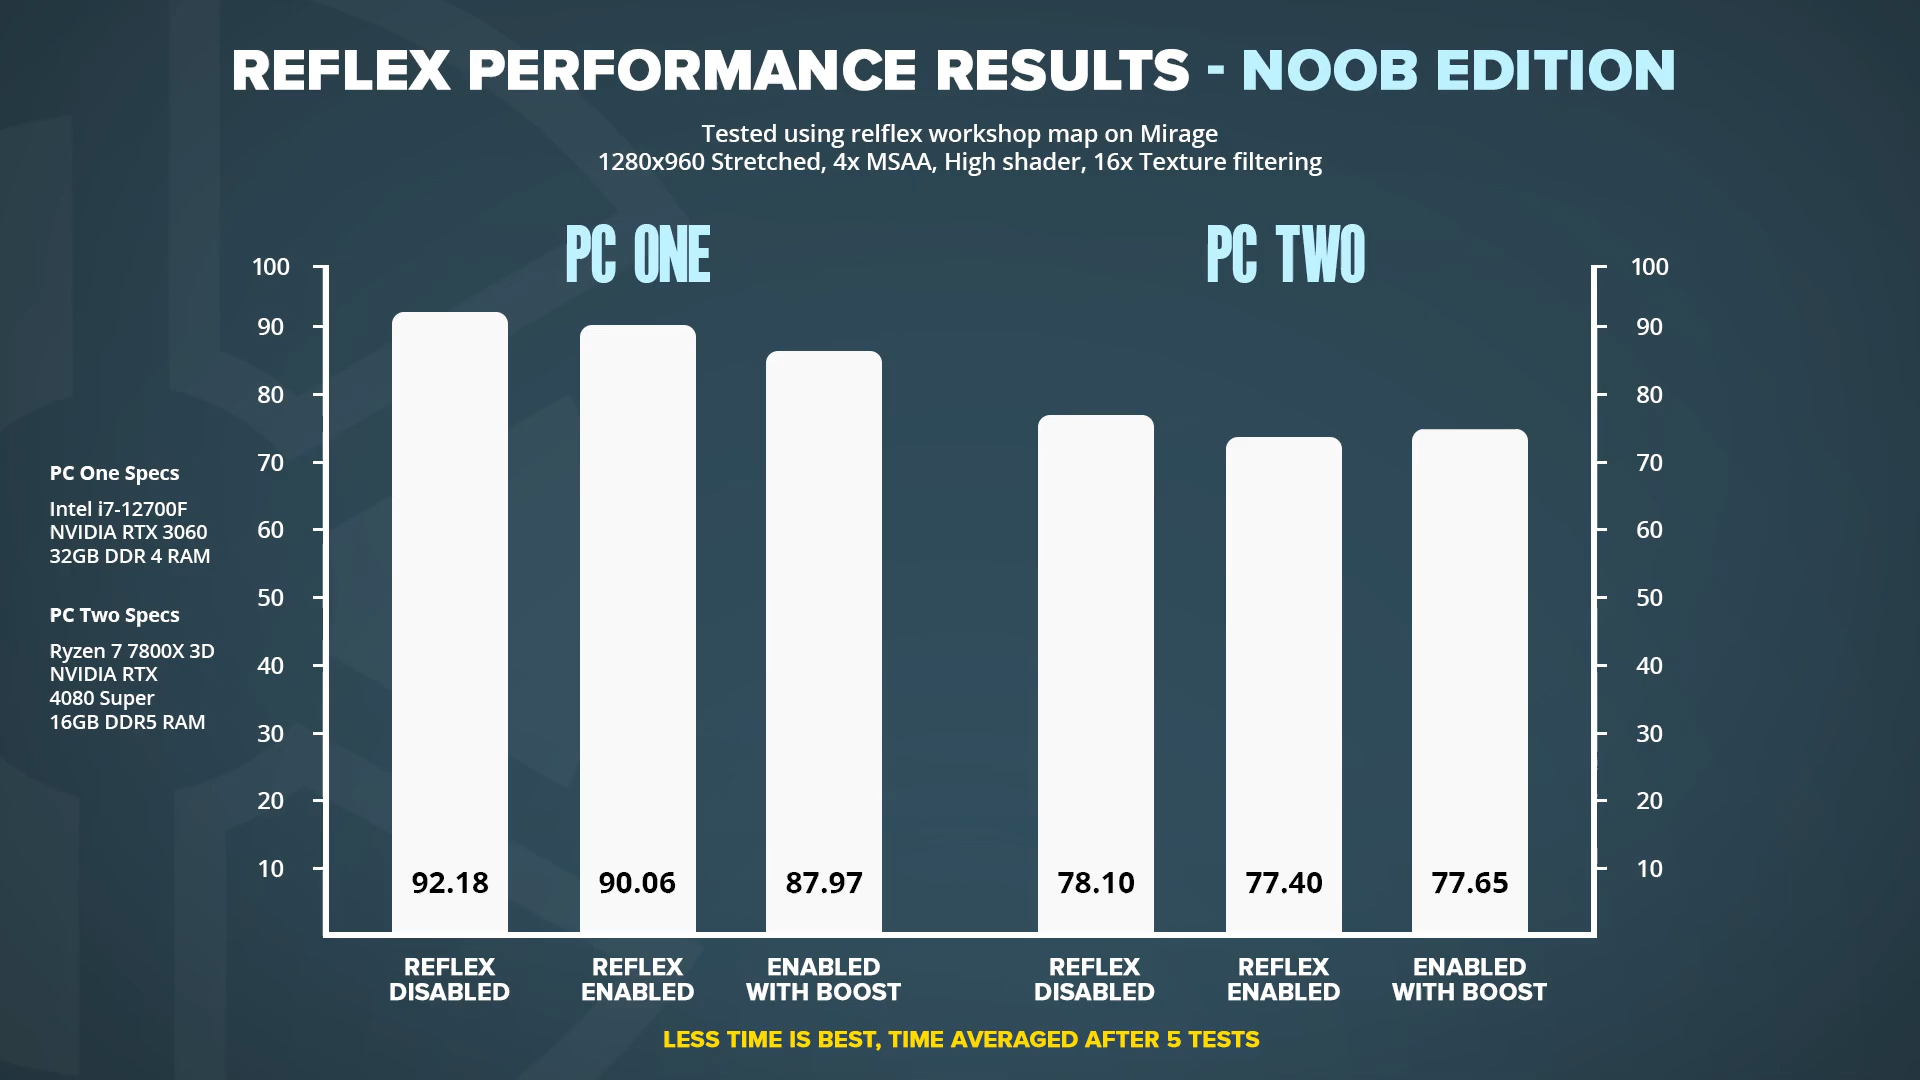 REFLEX PERFORMANCE RESULTS - NOOB EDITION
Tested using relflex workshop map on Mirage
1280x960 Stretched, 4x MSAA, High shader, 16x Texture filtering
PC ONE
PC TWO
100
90
80
70
60
50
40
30
20
10
100
90
80
70
60
50
40
30
20
10
PC One Specs
Intel i7-12700F
NVIDIA RTX 3060
32GB DDR 4 RAM
PC Two Specs
Ryzen 7 7800X 3D
NVIDIA RTX
4080 Super
16GB DDR5 RAM
92.18
90.06
87.97
78.10
77.40
77.65
REFLEX
DISABLED
REFLEX
ENABLED
ENABLED
WITH BOOST
REFLEX
DISABLED
REFLEX
ENABLED
ENABLED
WITH BOOST
LESS TIME IS BEST, TIME AVERAGED AFTER 5 TESTS